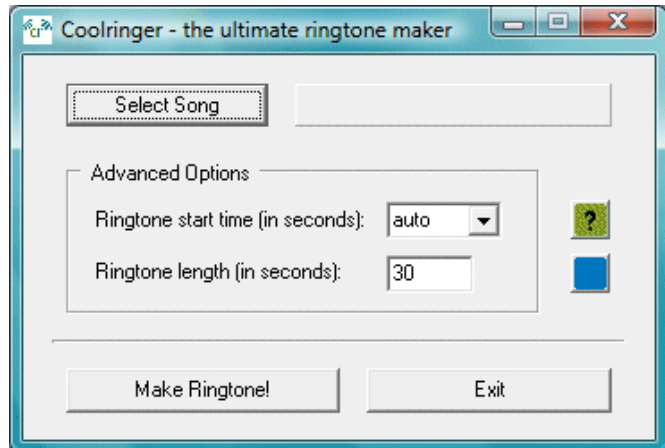 Coolringer - the ultimate ringtone maker
Select Song
Advanced Options
Ringtone start time (in seconds): auto
?
Ringtone length (in seconds): 30
Make Ringtone! Exit